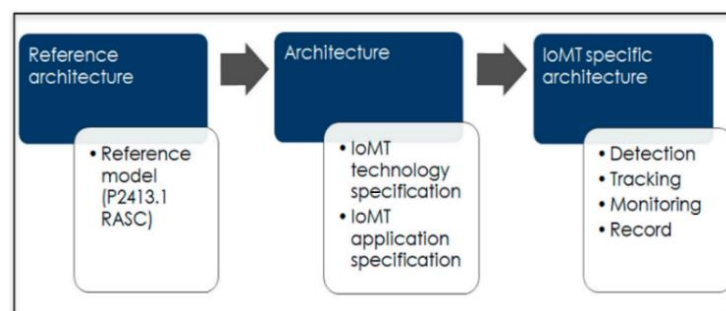 Reference
architecture
• Reference
model
(P2413.1
RASC)
Architecture
• IoMT
technology
specification
• IoMT
application
specification
IoMT specific
architecture
• Detection
• Tracking
• Monitoring
• Record